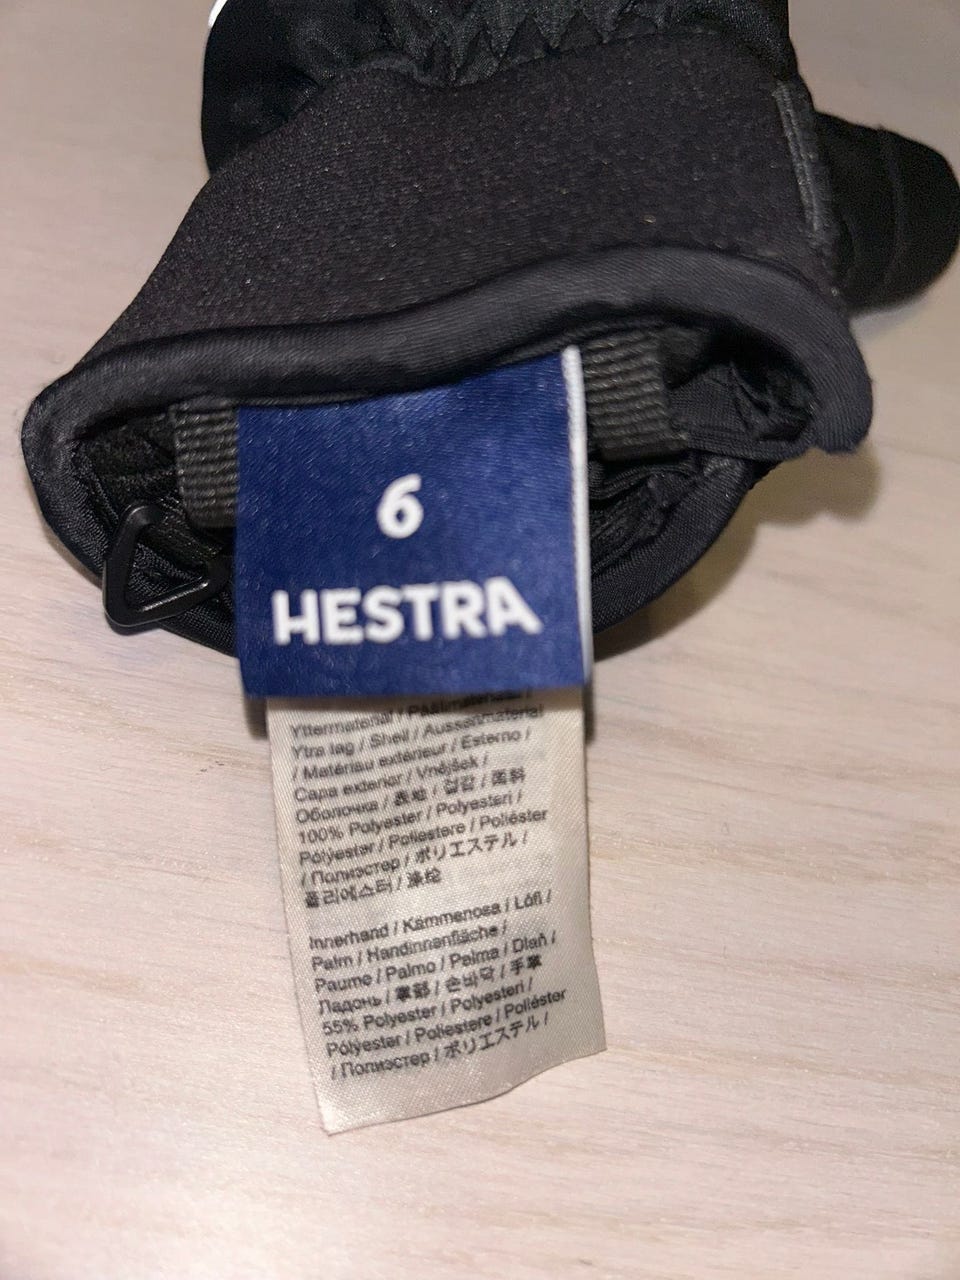 6
HESTRA
Yttermaterial / Päällimateriaali /
Ytra lag / Shell / Aussenmaterial
/ Matériau extérieur / Esterno /
Capa exterior / Vnějšek /
Оболочка / 表地 / 겉감 / 面料
100% Polyester / Polyesteri /
Pólýester / Poliestere / Poliéster
/ Полиэстер / ポリエステル /
폴리에스터 / 涤纶
Innerhand / Kämmenosa / Lófi /
Palm / Handinnenfläche /
Paume / Palmo / Palma / Dlaň /
Ладонь / 掌部 / 손바닥 / 手掌
55% Polyester / Polyesteri /
Pólýester / Poliestere / Poliéster
/ Полиэстер / ポリエステル /